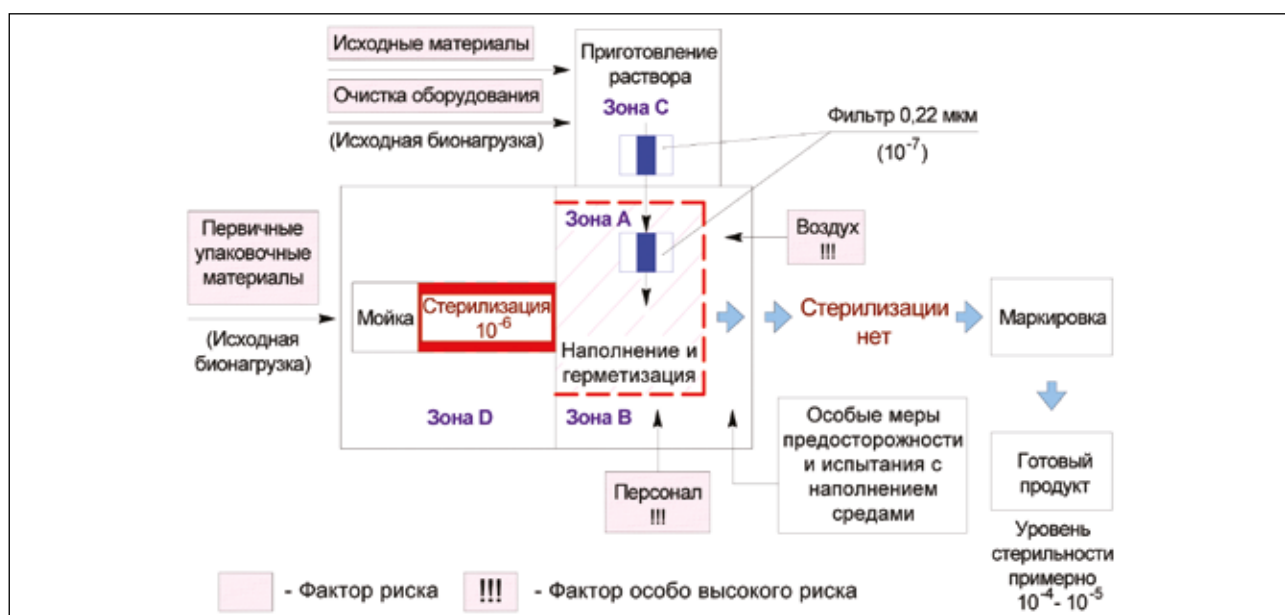 Исходные материалы
Очистка оборудования
(Исходная бионагрузка)
Приготовление
раствора
Зона С
Фильтр 0,22 мкм
(10⁻⁷)
Первичные
упаковочные
материалы
(Исходная
бионагрузка)
Мойка
Стерилизация
10⁻⁶
Зона А
Наполнение и
герметизация
Зона D
Зона В
Воздух
!!!
Стерилизации
нет
Маркировка
Персонал
!!!
Особые меры
предосторожности
и испытания с
наполнением
средами
Готовый
продукт
Уровень
стерильности
примерно
10⁻⁴- 10⁻⁵
- Фактор риска
!!! - Фактор особо высокого риска